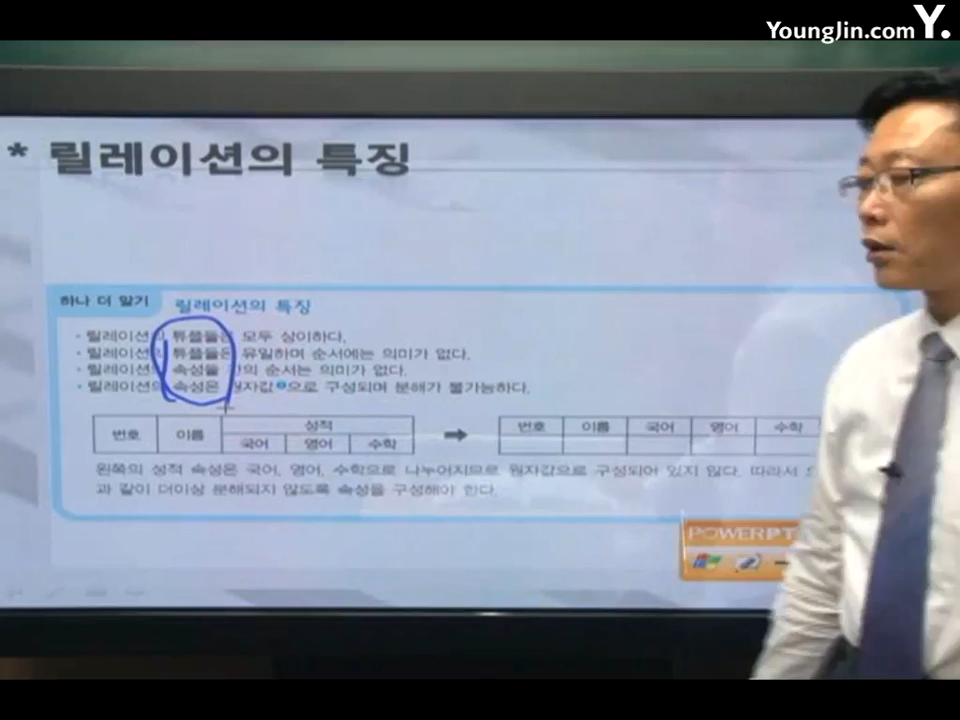 YoungJin.com Y.
* 릴레이션의 특징
하나 더 알기 릴레이션의 특징
• 릴레이션의 튜플들은 모두 상이하다.
• 릴레이션의 튜플들은 유일하며 순서에는 의미가 없다.
• 릴레이션의 속성들 간의 순서는 의미가 없다.
• 릴레이션의 속성은 원자값으로 구성되며 분해가 불가능하다.
번호 이름 성적 국어 영어 수학 ➡ 번호 이름 국어 영어 수학
왼쪽의 성적 속성은 국어, 영어, 수학으로 나누어지므로 원자값으로 구성되어 있지 않다. 따라서
과 같이 더이상 분해되지 않도록 속성을 구성해야 한다.
POWERPT